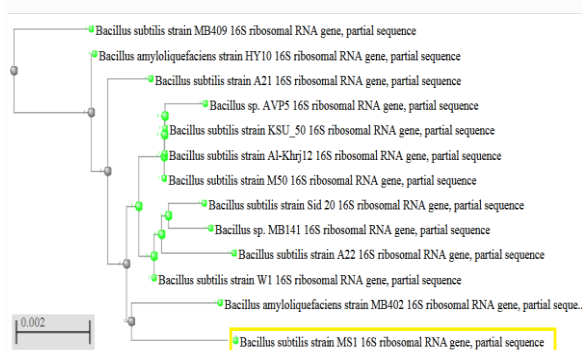 Bacillus subtilis strain MB409 16S ribosomal RNA gene, partial sequence
Bacillus amyloliquefaciens strain HY10 16S ribosomal RNA gene, partial sequence
Bacillus subtilis strain A21 16S ribosomal RNA gene, partial sequence
Bacillus sp. AVP5 16S ribosomal RNA gene, partial sequence
Bacillus subtilis strain KSU_50 16S ribosomal RNA gene, partial sequence
Bacillus subtilis strain Al-Khrj12 16S ribosomal RNA gene, partial sequence
Bacillus subtilis strain M50 16S ribosomal RNA gene, partial sequence
Bacillus subtilis strain Sid 20 16S ribosomal RNA gene, partial sequence
Bacillus sp. MB141 16S ribosomal RNA gene, partial sequence
Bacillus subtilis strain A22 16S ribosomal RNA gene, partial sequence
Bacillus subtilis strain W1 16S ribosomal RNA gene, partial sequence
Bacillus amyloliquefaciens strain MB402 16S ribosomal RNA gene, partial seque...
0.002
Bacillus subtilis strain MS1 16S ribosomal RNA gene, partial sequence